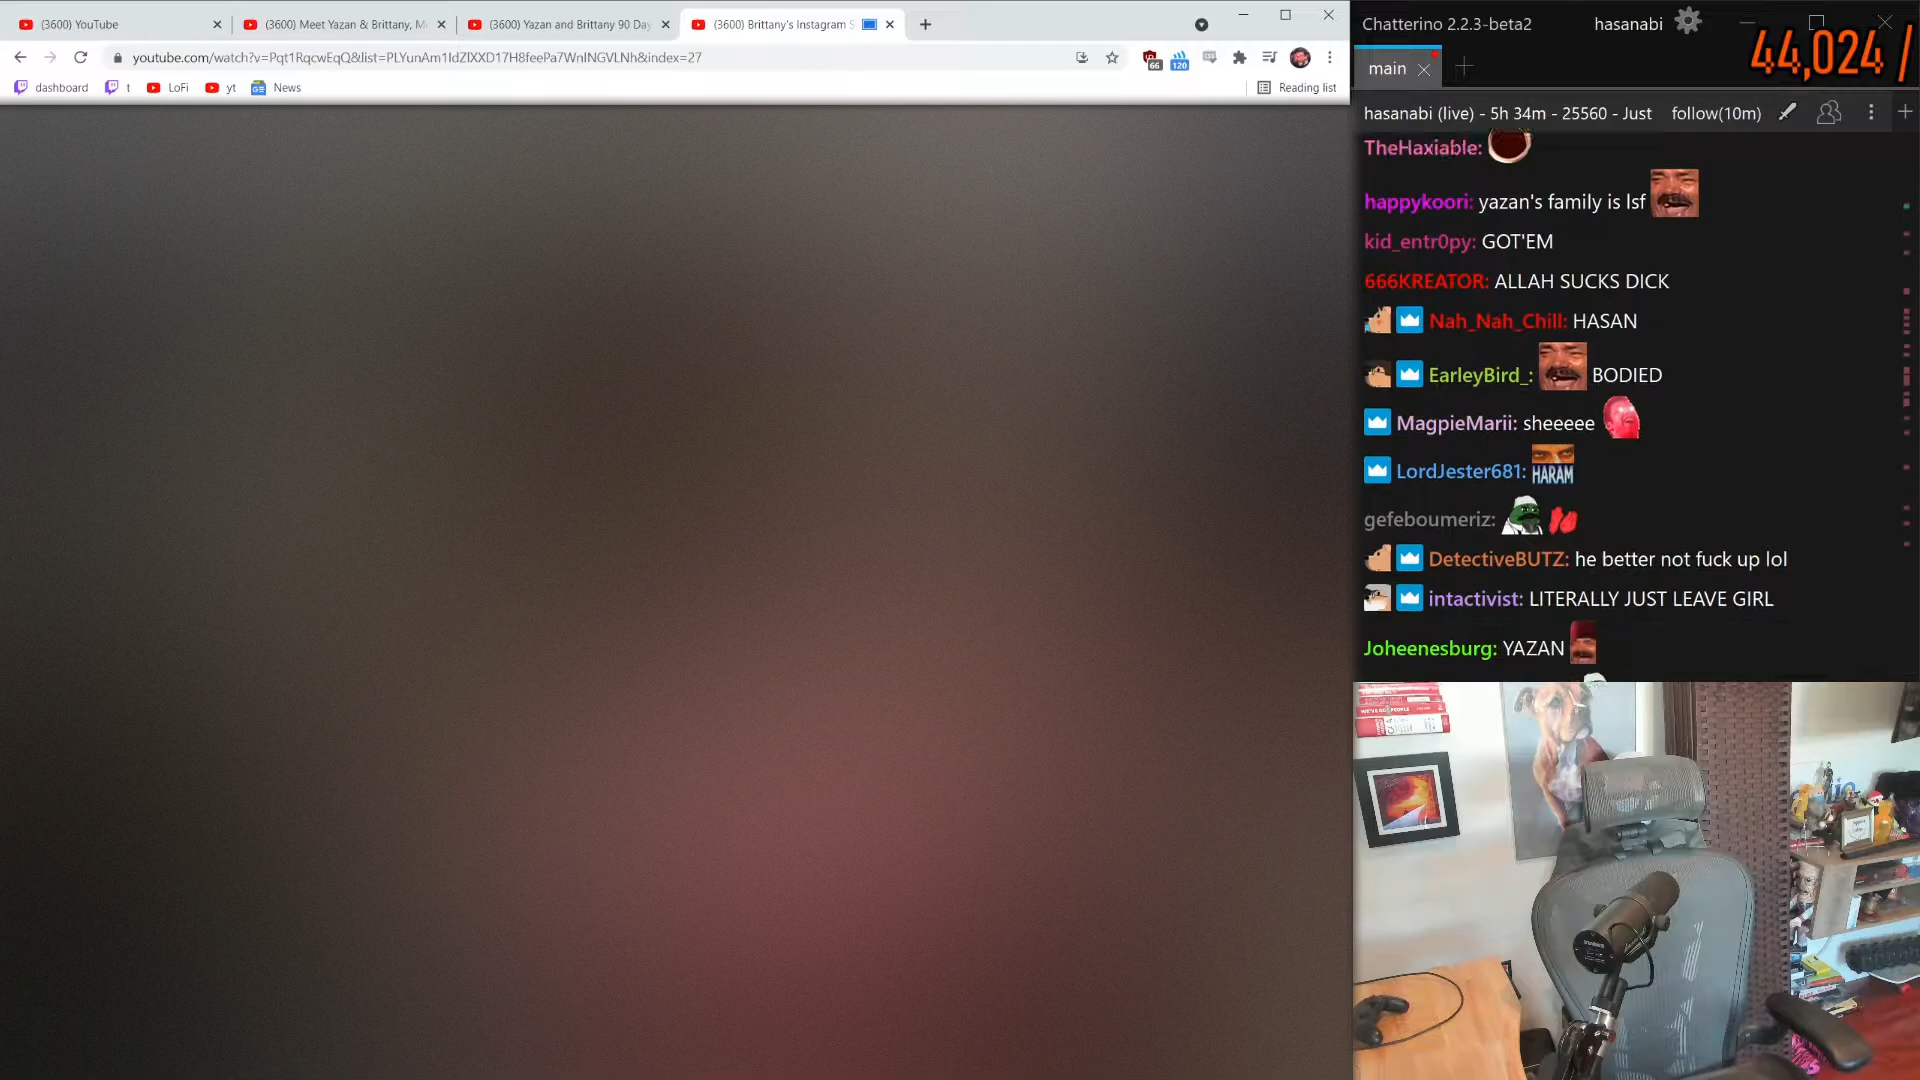 (3600) YouTube
(3600) Meet Yazan & Brittany, M
(3600) Yazan and Brittany 90 Day
(3600) Brittany's Instagram S
youtube.com/watch?v=Pqt1RqcwEqQ&list=PLYunAm1IdZlXXD17H8feePa7WnlNGVLNh&index=27
66
120
dashboard
t
LoFi
yt
News
Reading list
Chatterino 2.2.3-beta2
hasanabi
44,024 /
main
hasanabi (live) - 5h 34m - 25560 - Just
follow(10m)
TheHaxiable:
happykoori: yazan's family is lsf
kid_entr0py: GOT'EM
666KREATOR: ALLAH SUCKS DICK
Nah_Nah_Chill: HASAN
EarleyBird_: BODIED
MagpieMarii: sheeeee
LordJester681: HARAM
gefeboumeriz:
DetectiveBUTZ: he better not fuck up lol
intactivist: LITERALLY JUST LEAVE GIRL
Joheenesburg: YAZAN